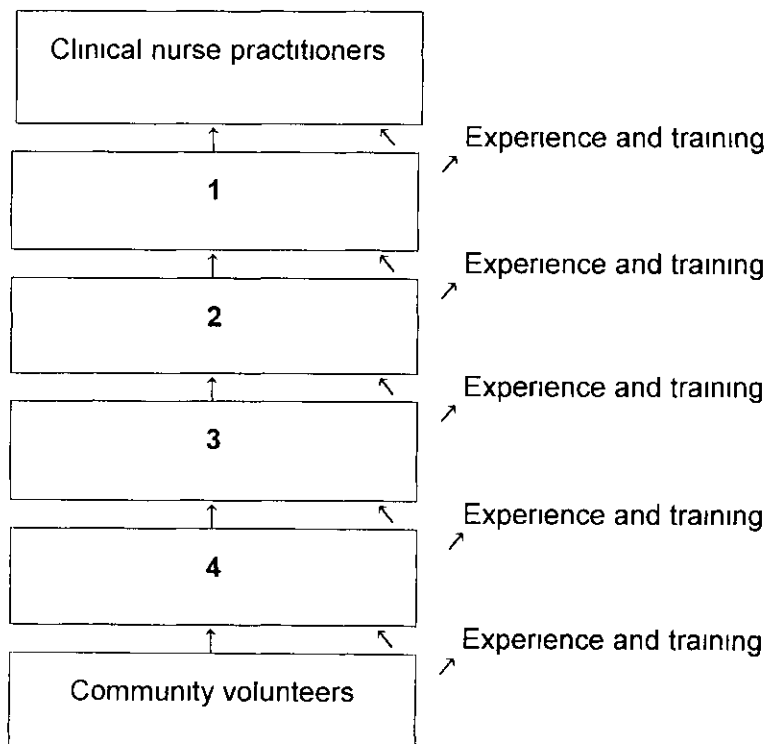 Clinical nurse practitioners
Experience and training
1
Experience and training
2
Experience and training
3
Experience and training
4
Experience and training
Community volunteers